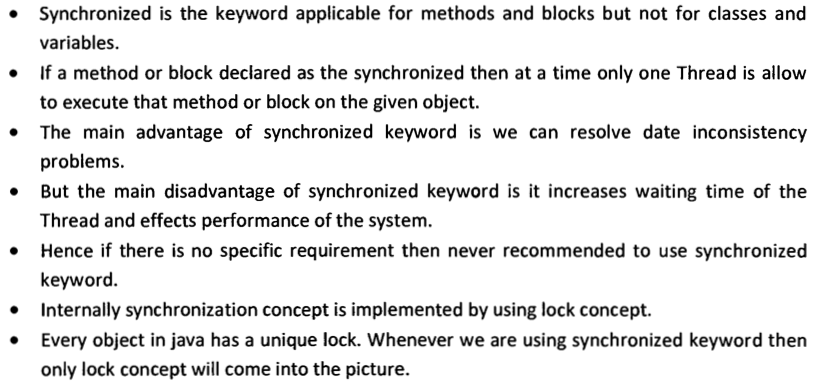 • Synchronized is the keyword applicable for methods and blocks but not for classes and
variables.
• If a method or block declared as the synchronized then at a time only one Thread is allow
to execute that method or block on the given object.
• The main advantage of synchronized keyword is we can resolve date inconsistency
problems.
• But the main disadvantage of synchronized keyword is it increases waiting time of the
Thread and effects performance of the system.
• Hence if there is no specific requirement then never recommended to use synchronized
keyword.
• Internally synchronization concept is implemented by using lock concept.
• Every object in java has a unique lock. Whenever we are using synchronized keyword then
only lock concept will come into the picture.